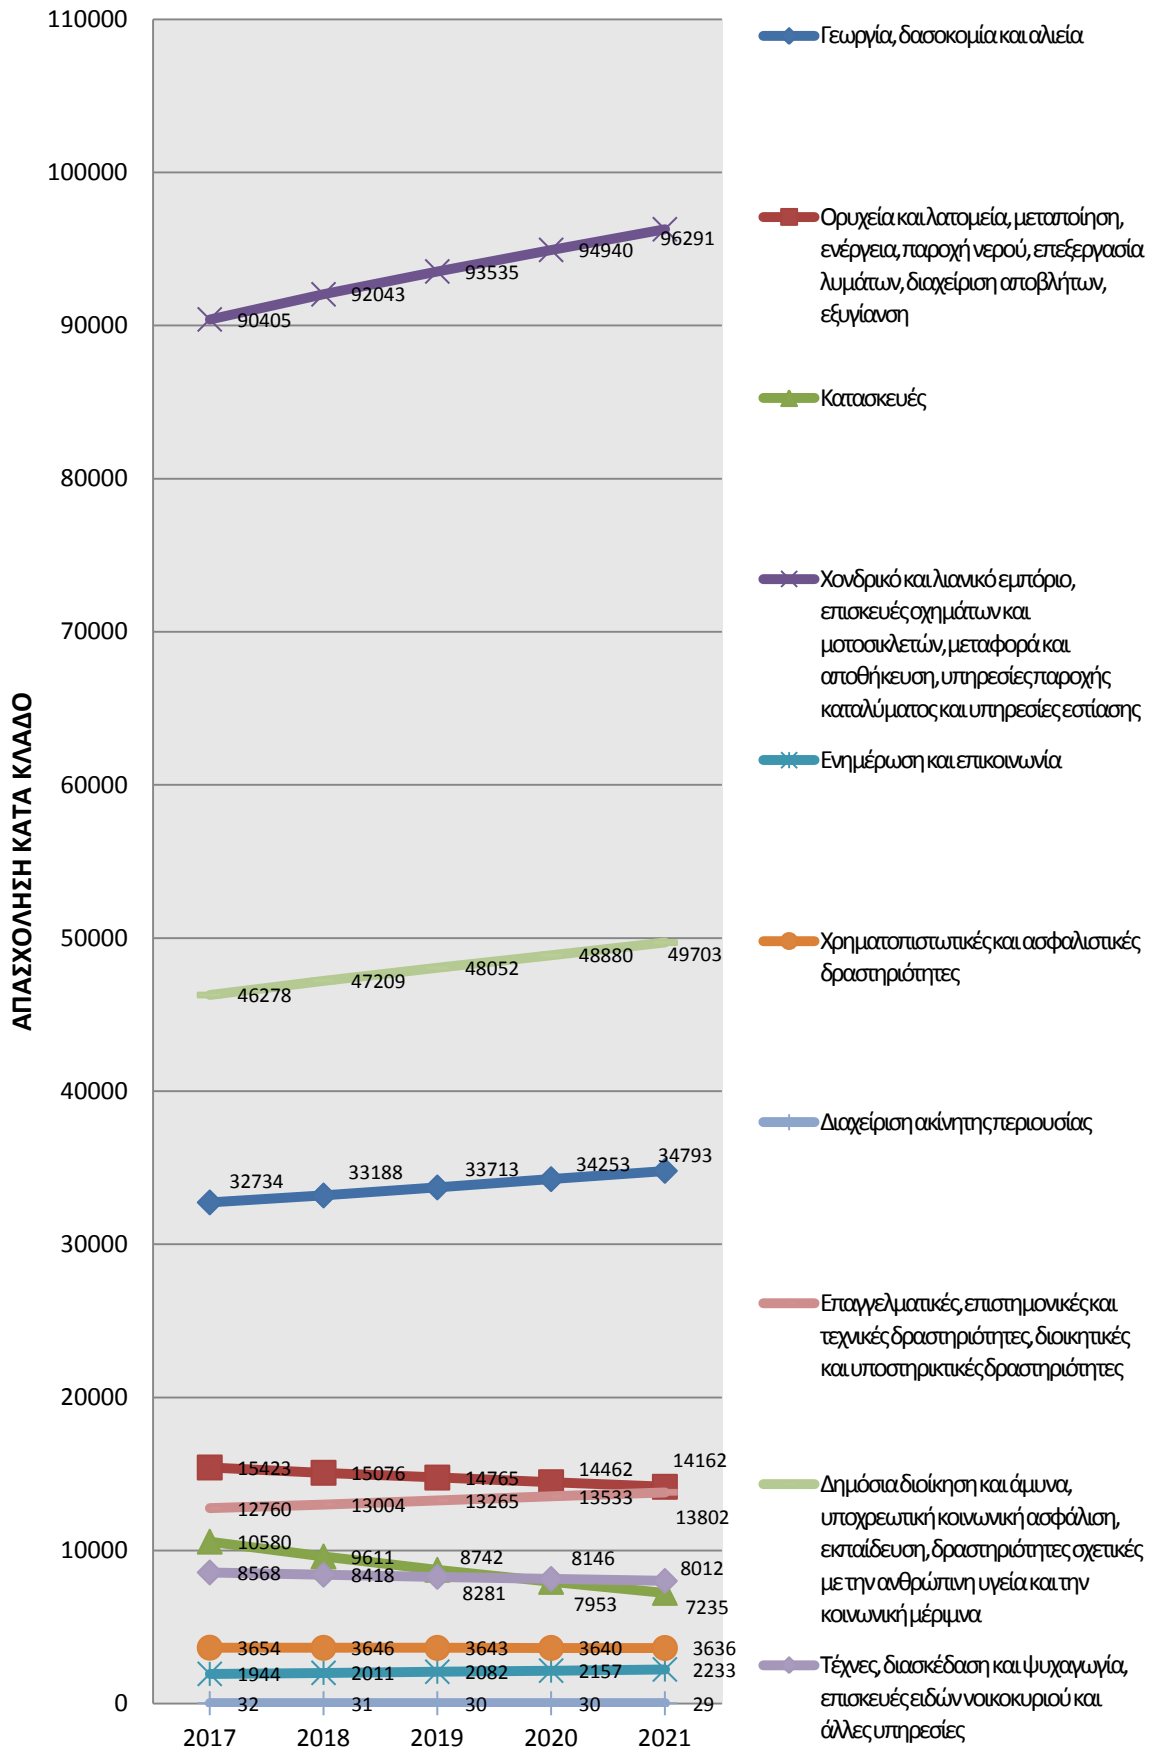 ΑΠΑΣΧΟΛΗΣΗ ΚΑΤΑ ΚΛΑΔΟ
110000
100000
90000
80000
70000
60000
50000
40000
30000
20000
10000
0
90405
92043
93535
94940
96291
46278
47209
48052
48880
49703
32734
33188
33713
34253
34793
15423
15076
14765
14462
14162
12760
13004
13265
13533
13802
10580
9611
8742
7953
7235
8568
8418
8281
8146
8012
3654
3646
3643
3640
3636
1944
2011
2082
2157
2233
32
31
30
30
29
2017
2018
2019
2020
2021
Γεωργία, δασοκομία και αλιεία
Ορυχεία και λατομεία, μεταποίηση,
ενέργεια, παροχή νερού, επεξεργασία
λυμάτων, διαχείριση αποβλήτων,
εξυγίανση
Κατασκευές
Χονδρικό και λιανικό εμπόριο,
επισκευές οχημάτων και
μοτοσικλετών, μεταφορά και
αποθήκευση, υπηρεσίες παροχής
καταλύματος και υπηρεσίες εστίασης
Ενημέρωση και επικοινωνία
Χρηματοπιστωτικές και ασφαλιστικές
δραστηριότητες
Διαχείριση ακίνητης περιουσίας
Επαγγελματικές, επιστημονικές και
τεχνικές δραστηριότητες, διοικητικές
και υποστηρικτικές δραστηριότητες
Δημόσια διοίκηση και άμυνα,
υποχρεωτική κοινωνική ασφάλιση,
εκπαίδευση, δραστηριότητες σχετικές
με την ανθρώπινη υγεία και την
κοινωνική μέριμνα
Τέχνες, διασκέδαση και ψυχαγωγία,
επισκευές ειδών νοικοκυριού και
άλλες υπηρεσίες